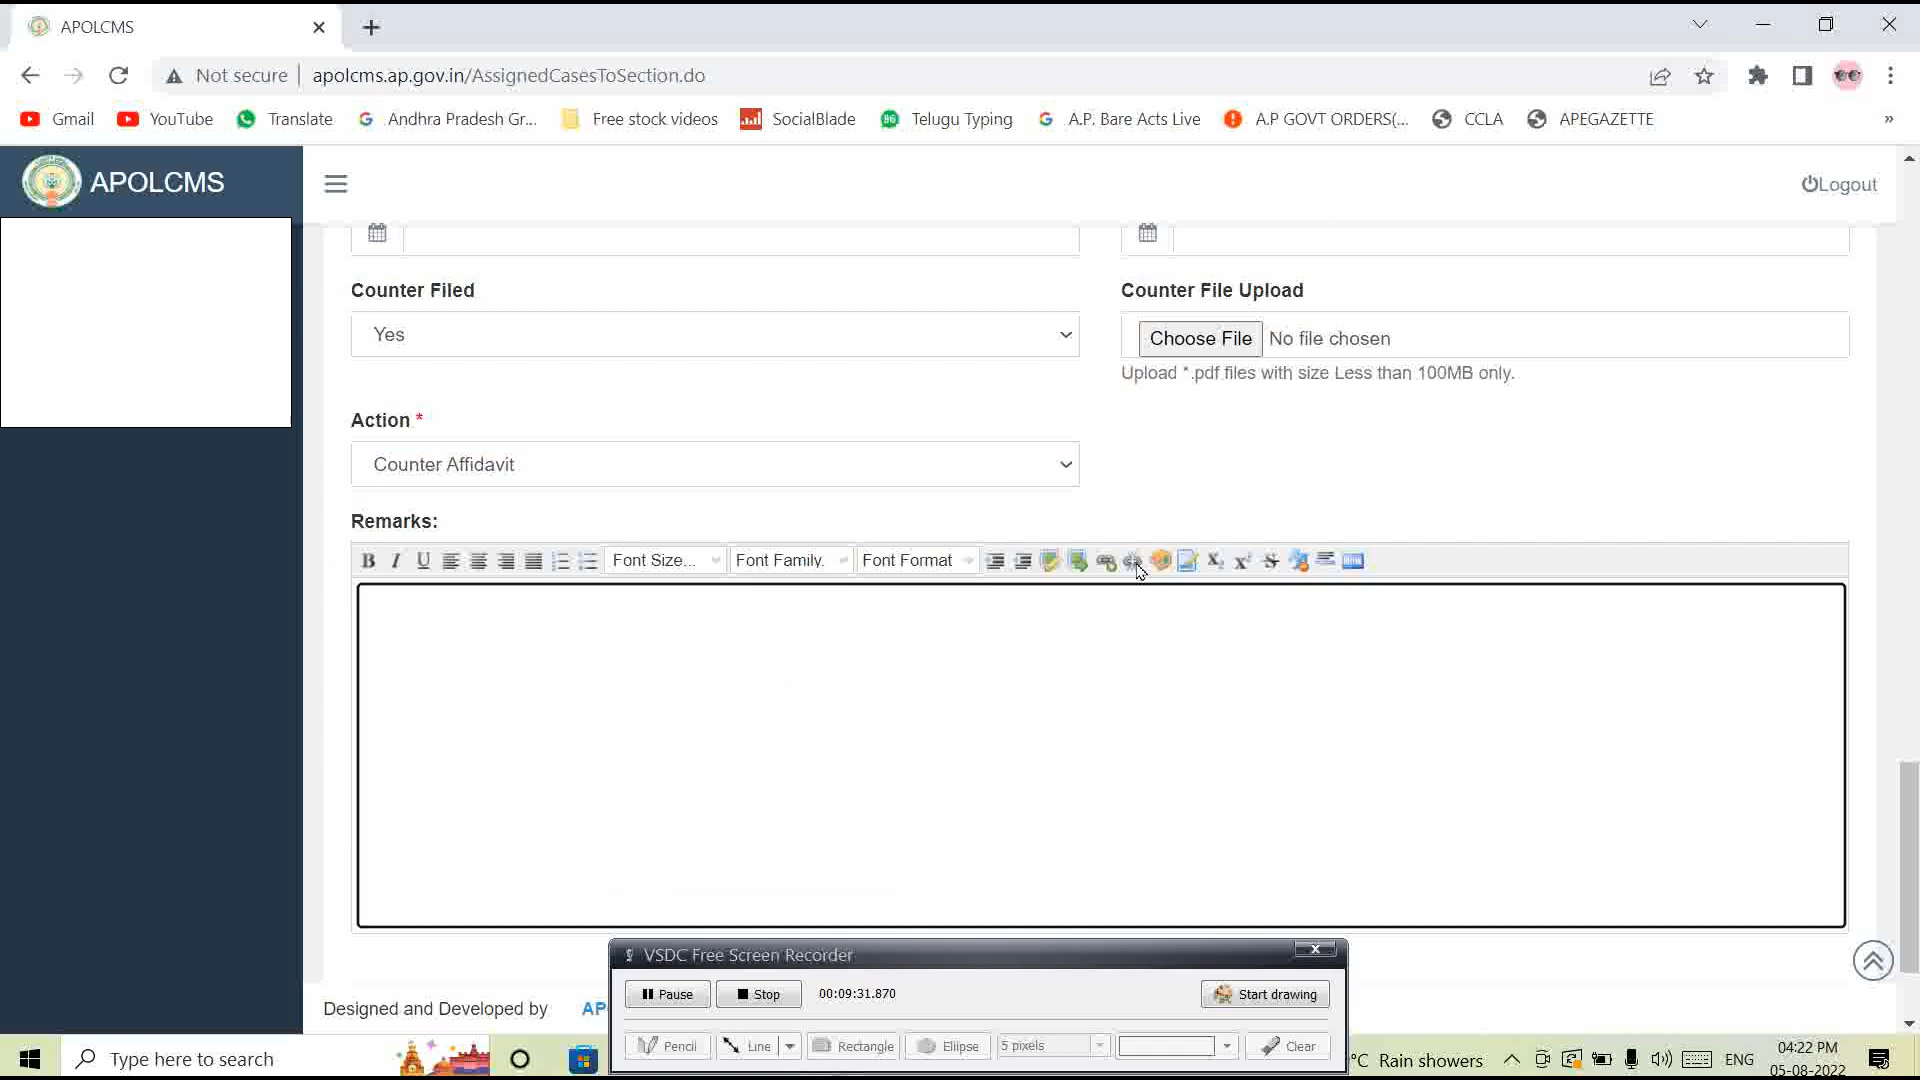 APOLCMS
Not secure
apolcms.ap.gov.in/AssignedCasesToSection.do
Gmail
YouTube
Translate
Andhra Pradesh Gr...
Free stock videos
SocialBlade
Telugu Typing
A.P. Bare Acts Live
A.P GOVT ORDERS(...
CCLA
APEGAZETTE
»
APOLCMS
Logout
Counter Filed
Counter File Upload
Yes
Choose File No file chosen
Upload *.pdf files with size Less than 100MB only.
Action *
Counter Affidavit
Remarks:
B I U
Font Size...
Font Family.
Font Format
VSDC Free Screen Recorder
Pause
Stop
00:09:31.870
Start drawing
Designed and Developed by
Pencil
Line
Rectangle
Ellipse
5 pixels
Clear
Type here to search
°C Rain showers
ENG
04:22 PM
05-08-2022